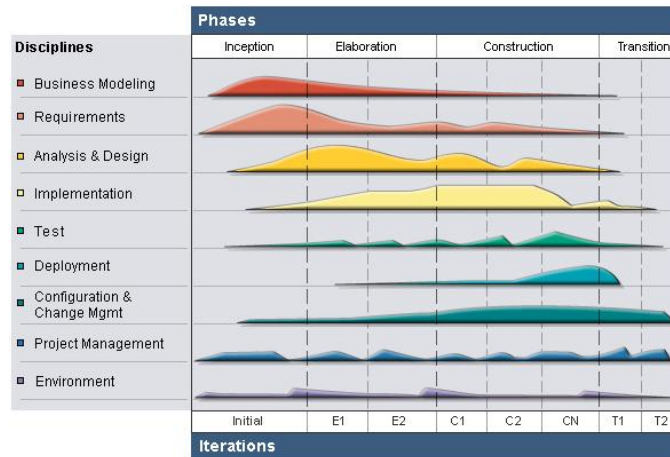 Phases
Disciplines
Inception Elaboration Construction Transition
Business Modeling
Requirements
Analysis & Design
Implementation
Test
Deployment
Configuration &
Change Mgmt
Project Management
Environment
Initial E1 E2 C1 C2 CN T1 T2
Iterations